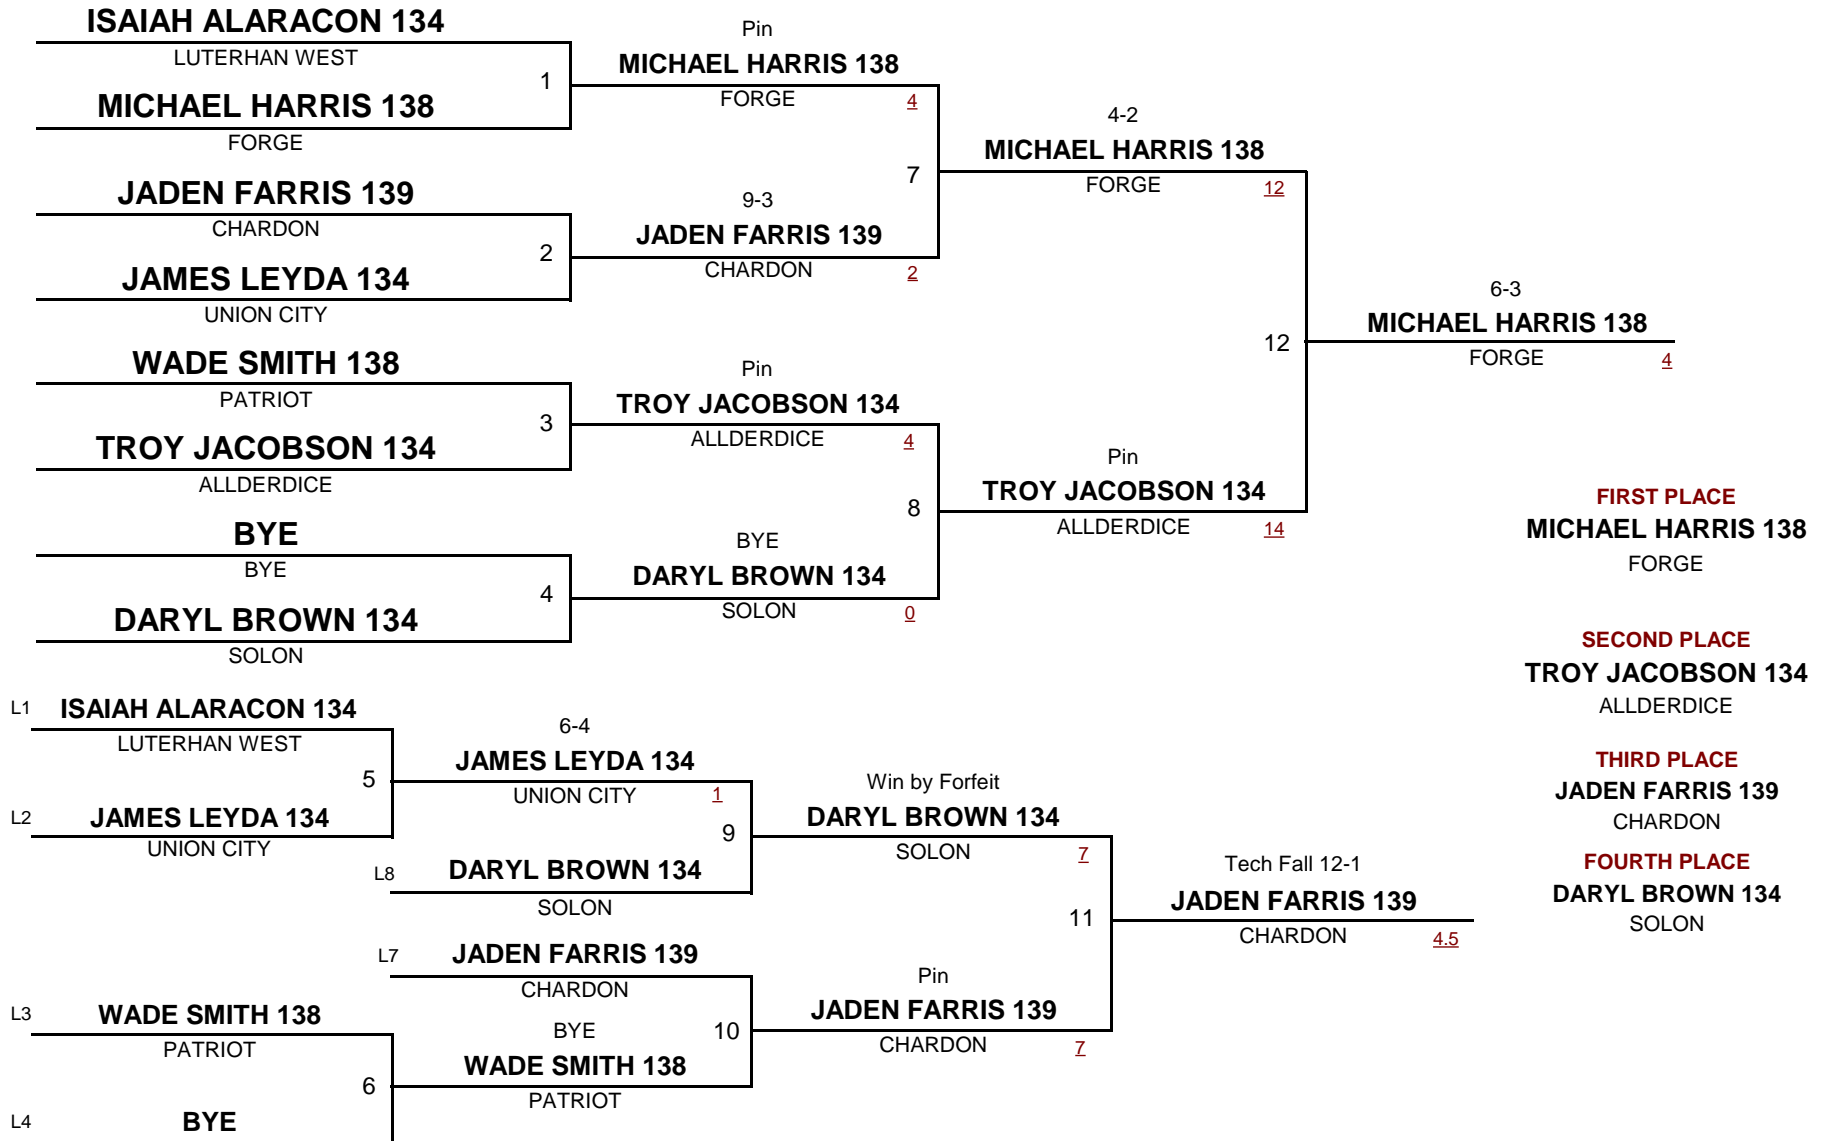 ISAIAH ALARACON 134
LUTERHAN WEST
1
MICHAEL HARRIS 138
FORGE
JADEN FARRIS 139
CHARDON
2
JAMES LEYDA 134
UNION CITY
WADE SMITH 138
PATRIOT
3
TROY JACOBSON 134
ALLDERDICE
BYE
BYE
4
DARYL BROWN 134
SOLON
Pin
MICHAEL HARRIS 138
FORGE 4
7
9-3
JADEN FARRIS 139
CHARDON 2
Pin
TROY JACOBSON 134
ALLDERDICE 4
8
BYE
DARYL BROWN 134
SOLON 0
4-2
MICHAEL HARRIS 138
FORGE 12
12
Pin
TROY JACOBSON 134
ALLDERDICE 14
6-3
MICHAEL HARRIS 138
FORGE 4
FIRST PLACE
MICHAEL HARRIS 138
FORGE
SECOND PLACE
TROY JACOBSON 134
ALLDERDICE
THIRD PLACE
JADEN FARRIS 139
CHARDON
FOURTH PLACE
DARYL BROWN 134
SOLON
L1 ISAIAH ALARACON 134
LUTERHAN WEST
5
L2 JAMES LEYDA 134
UNION CITY
L3 WADE SMITH 138
PATRIOT
6
L4 BYE
6-4
JAMES LEYDA 134
UNION CITY 1
9
L8 DARYL BROWN 134
SOLON
L7 JADEN FARRIS 139
CHARDON
10
BYE
WADE SMITH 138
PATRIOT
Win by Forfeit
DARYL BROWN 134
SOLON 7
11
Pin
JADEN FARRIS 139
CHARDON 7
Tech Fall 12-1
JADEN FARRIS 139
CHARDON 4.5